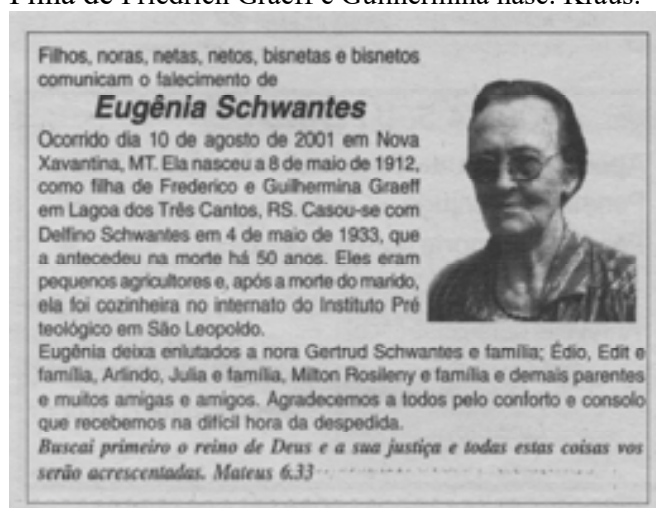 Filha de Friedrich Graeff e Guilhermina nasc. Kraus.
Filhos, noras, netas, netos, bisnetas e bisnetos
comunicam o falecimento de
Eugênia Schwantes
Ocorrido dia 10 de agosto de 2001 em Nova
Xavantina, MT. Ela nasceu a 8 de maio de 1912,
como filha de Frederico e Guilhermina Graeff
em Lagoa dos Três Cantos, RS. Casou-se com
Delfino Schwantes em 4 de maio de 1933, que
a antecedeu na morte há 50 anos. Eles eram
pequenos agricultores e, após a morte do marido,
ela foi cozinheira no internato do Instituto Pré
teológico em São Leopoldo.
Eugênia deixa enlutados a nora Gertrud Schwantes e família; Édio, Edit e
família, Arlindo, Julia e família, Milton Rosileny e família e demais parentes
e muitos amigas e amigos. Agradecemos a todos pelo conforto e consolo
que recebemos na difícil hora da despedida.
Buscai primeiro o reino de Deus e a sua justiça e todas estas coisas vos
serão acrescentadas. Mateus 6.33